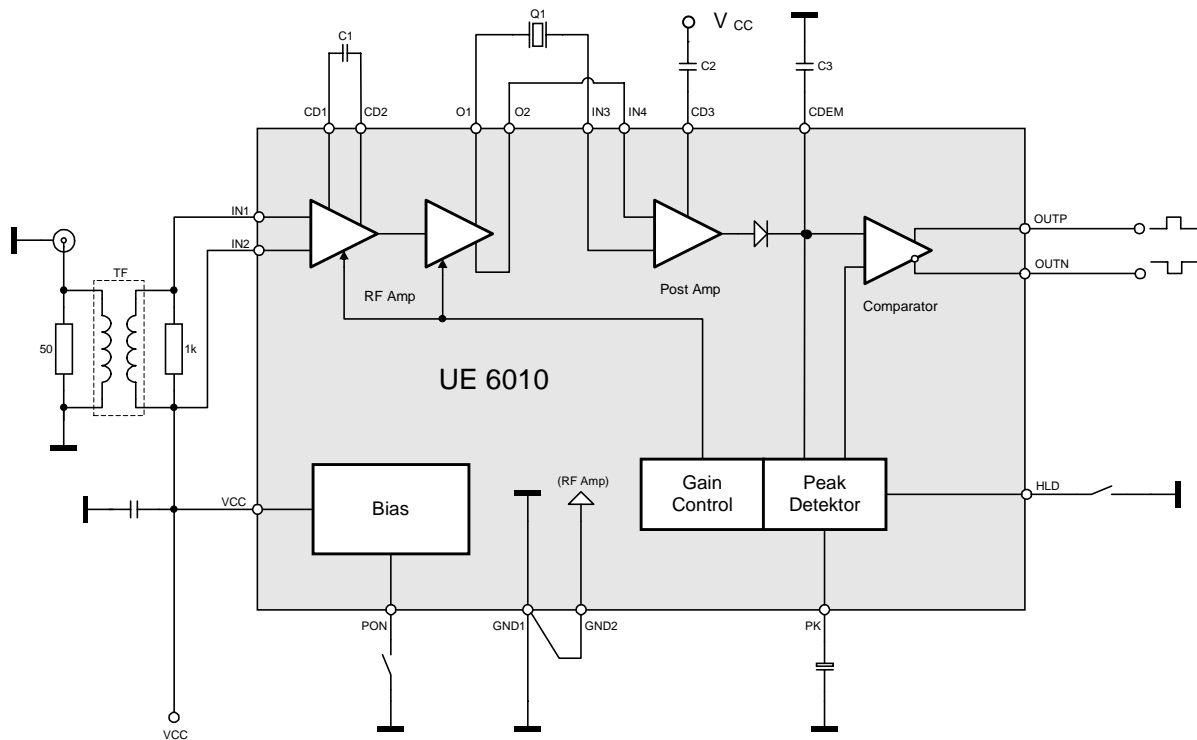 Q1
V CC
C1
C2
C3
CD1
CD2
O1
O2
IN3
IN4
CD3
CDEM
IN1
IN2
OUTP
OUTN
TF
RF Amp
Post Amp
Comparator
50
1k
UE 6010
(RF Amp)
Gain
Control
Peak
Detektor
HLD
VCC
Bias
PON
GND1
GND2
PK
VCC